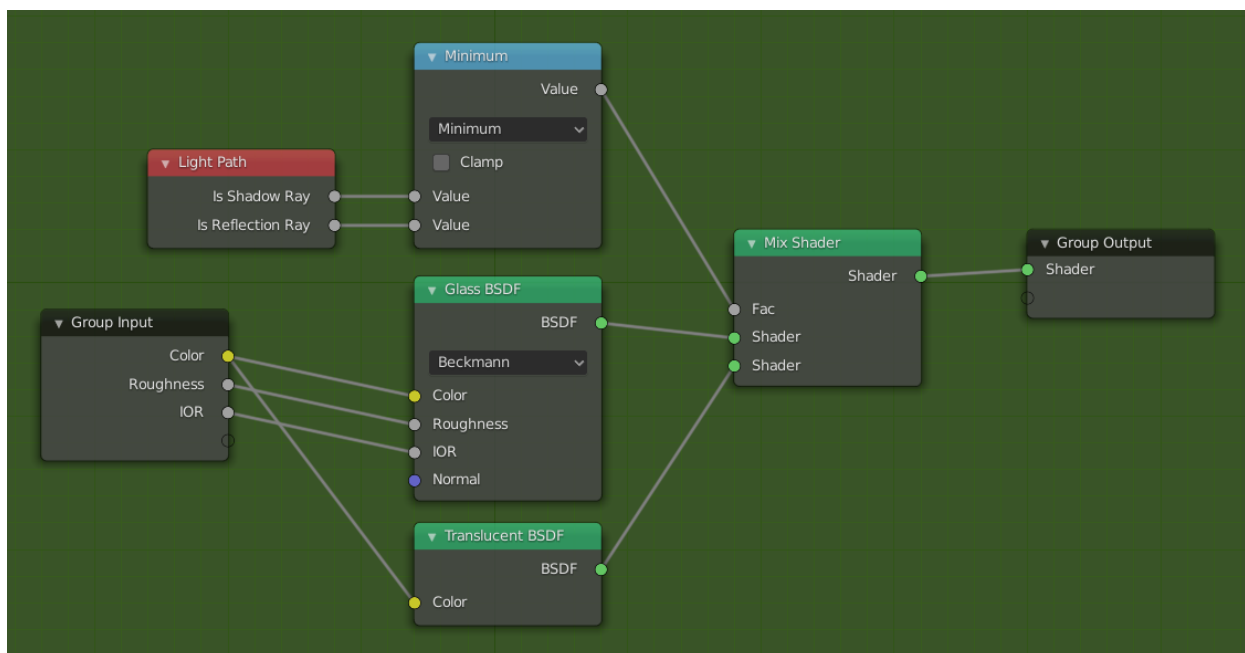 Minimum
Value
Minimum
Clamp
Value
Value
Light Path
Is Shadow Ray
Is Reflection Ray
Group Input
Color
Roughness
IOR
Glass BSDF
BSDF
Beckmann
Color
Roughness
IOR
Normal
Translucent BSDF
BSDF
Color
Mix Shader
Shader
Fac
Shader
Shader
Group Output
Shader